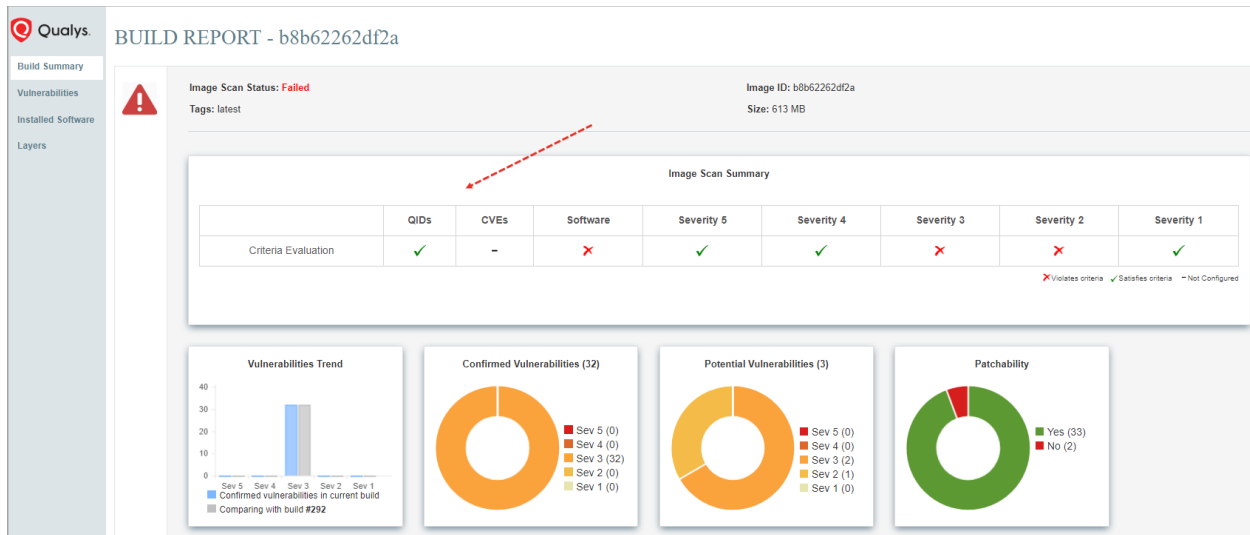 Qualys.
BUILD REPORT - b8b62262df2a
Build Summary
Vulnerabilities
Installed Software
Layers
Image Scan Status: Failed
Image ID: b8b62262df2a
Tags: latest
Size: 613 MB
Image Scan Summary
QIDs CVEs Software Severity 5 Severity 4 Severity 3 Severity 2 Severity 1
Criteria Evaluation ✓ - ✗ ✓ ✓ ✗ ✗ ✓
✗ Violates criteria ✓ Satisfies criteria - Not Configured
Vulnerabilities Trend
40
30
20
10
0
Sev 5 Sev 4 Sev 3 Sev 2 Sev 1
Confirmed vulnerabilities in current build
Comparing with build #292
Confirmed Vulnerabilities (32)
Sev 5 (0)
Sev 4 (0)
Sev 3 (32)
Sev 2 (0)
Sev 1 (0)
Potential Vulnerabilities (3)
Sev 5 (0)
Sev 4 (0)
Sev 3 (2)
Sev 2 (1)
Sev 1 (0)
Patchability
Yes (33)
No (2)